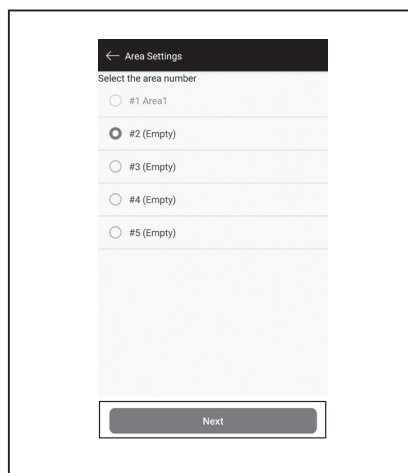 ← Area Settings
Select the area number
#1 Area1
#2 (Empty)
#3 (Empty)
#4 (Empty)
#5 (Empty)
Next